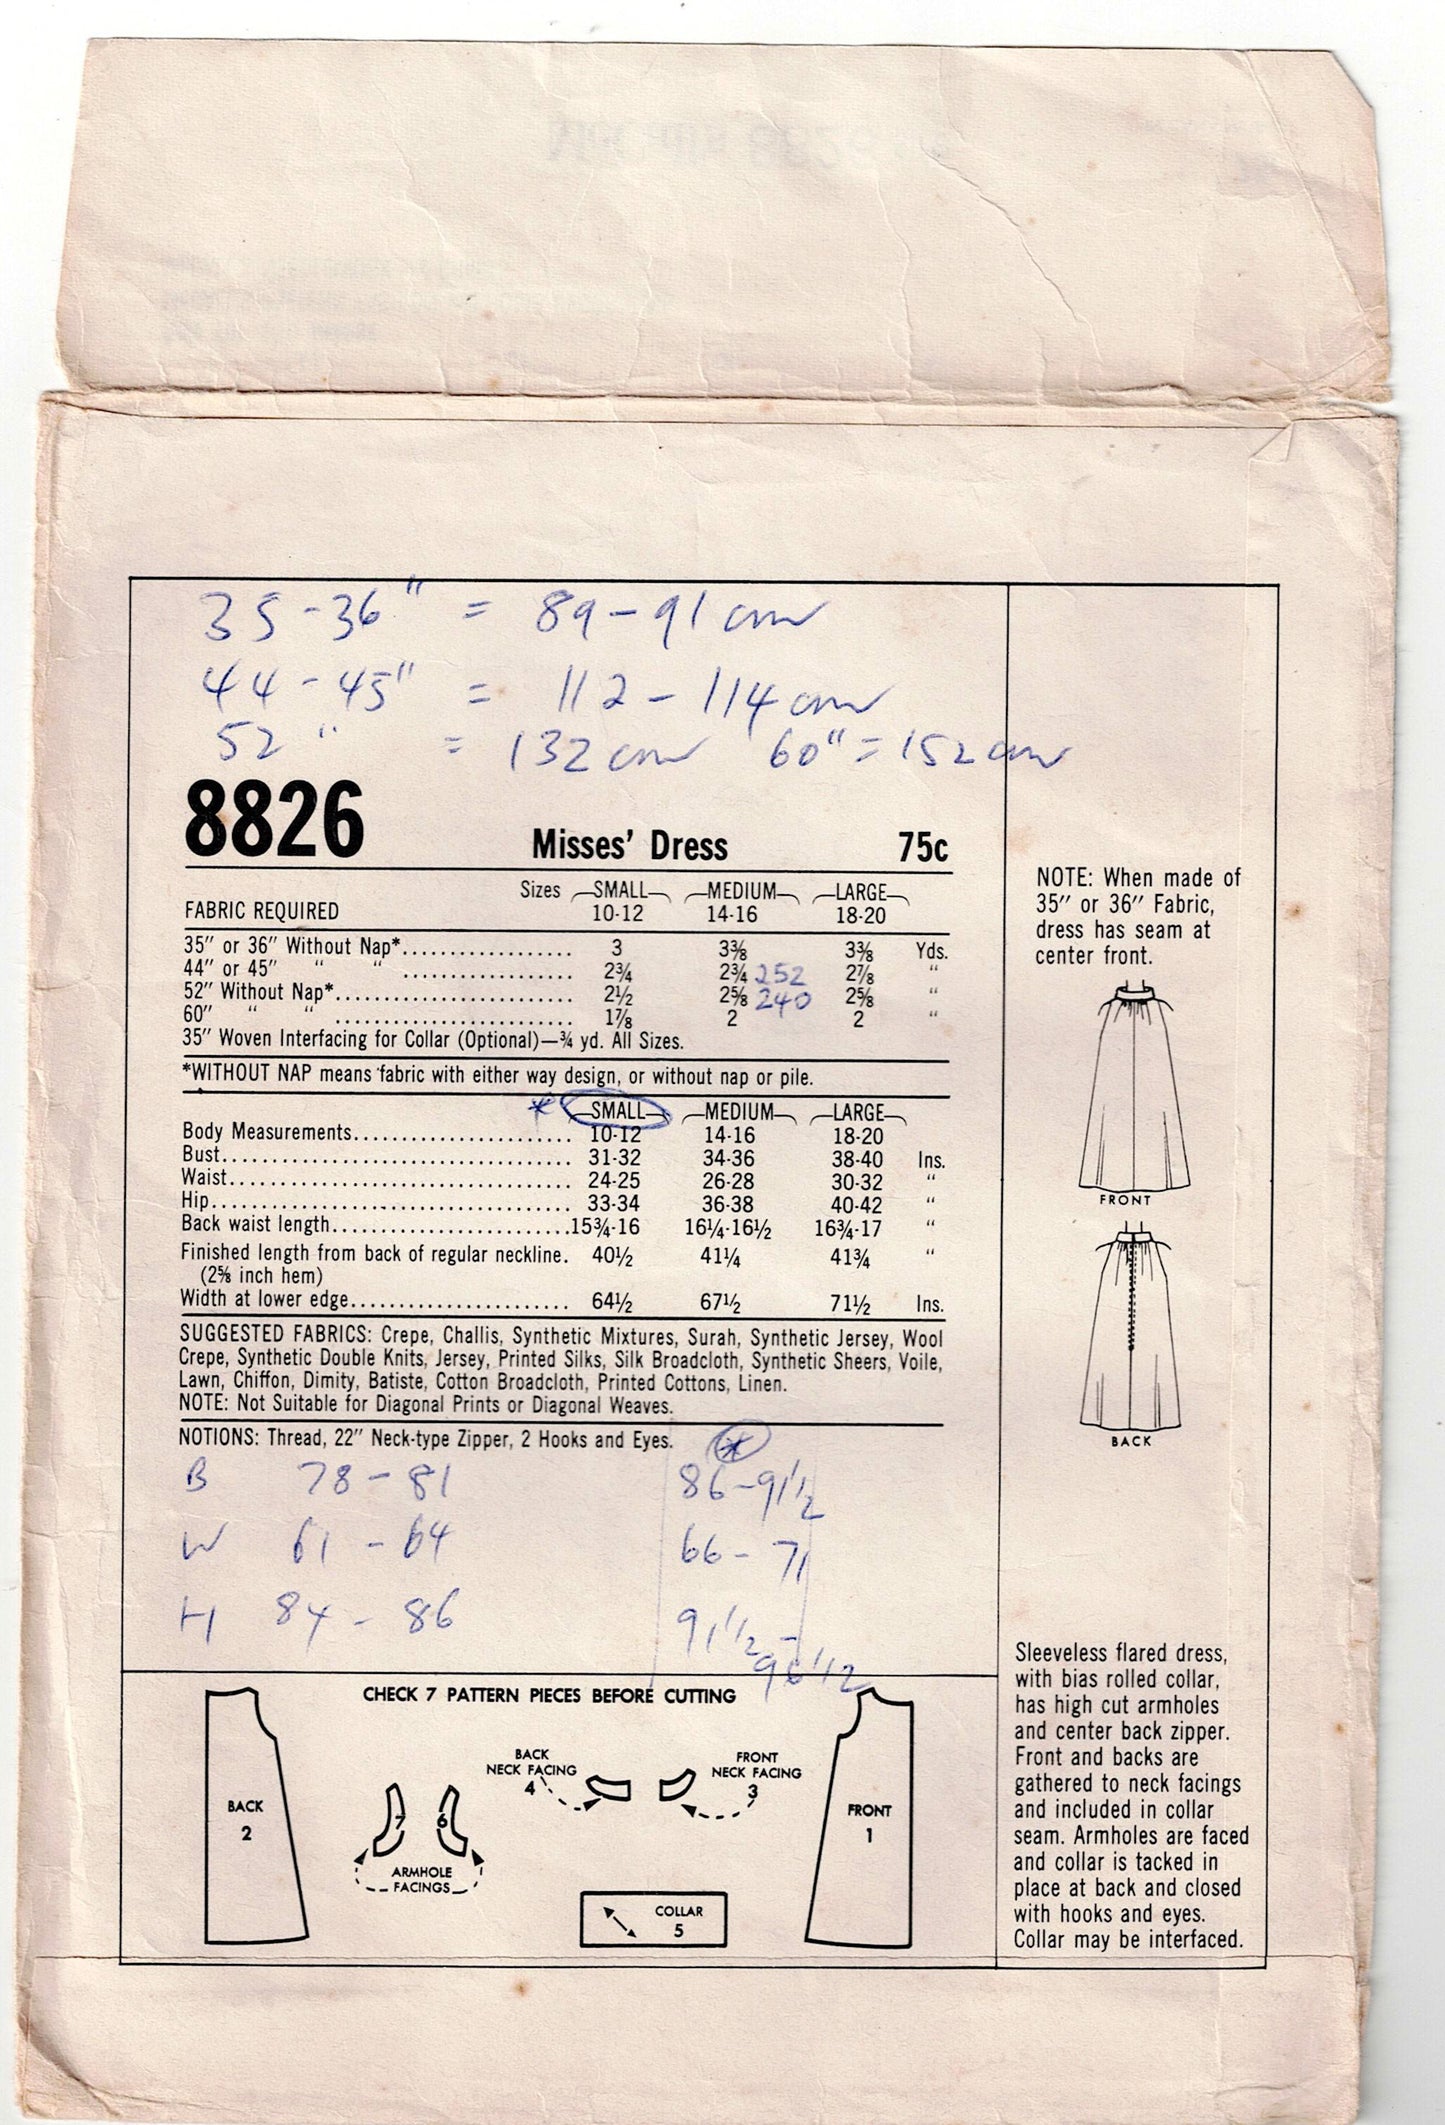 35-36" = 89-91 cm
44-45" = 112-114 cm
52" = 132 cm 60" = 152 cm
8826 Misses' Dress 75c
Sizes SMALL MEDIUM LARGE
FABRIC REQUIRED 10-12 14-16 18-20
35" or 36" Without Nap*.................. 3 3⅜ 3⅜ Yds.
44" or 45" " " .................. 2¾ 2¾ 252 2⅞ "
52" Without Nap*......................... 2½ 2⅝ 240 2⅝ "
60" " " ......................... 1⅞ 2 2 "
35" Woven Interfacing for Collar (Optional)—¾ yd. All Sizes.
*WITHOUT NAP means fabric with either way design, or without nap or pile.
* SMALL MEDIUM LARGE
Body Measurements....................... 10-12 14-16 18-20
Bust.................................... 31-32 34-36 38-40 Ins.
Waist................................... 24-25 26-28 30-32 "
Hip..................................... 33-34 36-38 40-42 "
Back waist length.........................15¾-16 16¼-16½ 16¾-17 "
Finished length from back of regular neckline. 40½ 41¼ 41¾ "
(2⅝ inch hem)
Width at lower edge....................... 64½ 67½ 71½ Ins.
SUGGESTED FABRICS: Crepe, Challis, Synthetic Mixtures, Surah, Synthetic Jersey, Wool
Crepe, Synthetic Double Knits, Jersey, Printed Silks, Silk Broadcloth, Synthetic Sheers, Voile,
Lawn, Chiffon, Dimity, Batiste, Cotton Broadcloth, Printed Cottons, Linen.
NOTE: Not Suitable for Diagonal Prints or Diagonal Weaves.
NOTIONS: Thread, 22" Neck-type Zipper, 2 Hooks and Eyes. *
B 78-81 86-91½
W 61-64 66-71
H 84-86 91½-
96½
CHECK 7 PATTERN PIECES BEFORE CUTTING
BACK
2
7 6
ARMHOLE
FACINGS
BACK
NECK FACING
4
FRONT
NECK FACING
3
COLLAR
5
FRONT
1
NOTE: When made of
35" or 36" Fabric,
dress has seam at
center front.
FRONT
BACK
Sleeveless flared dress,
with bias rolled collar,
has high cut armholes
and center back zipper.
Front and backs are
gathered to neck facings
and included in collar
seam. Armholes are faced
and collar is tacked in
place at back and closed
with hooks and eyes.
Collar may be interfaced.